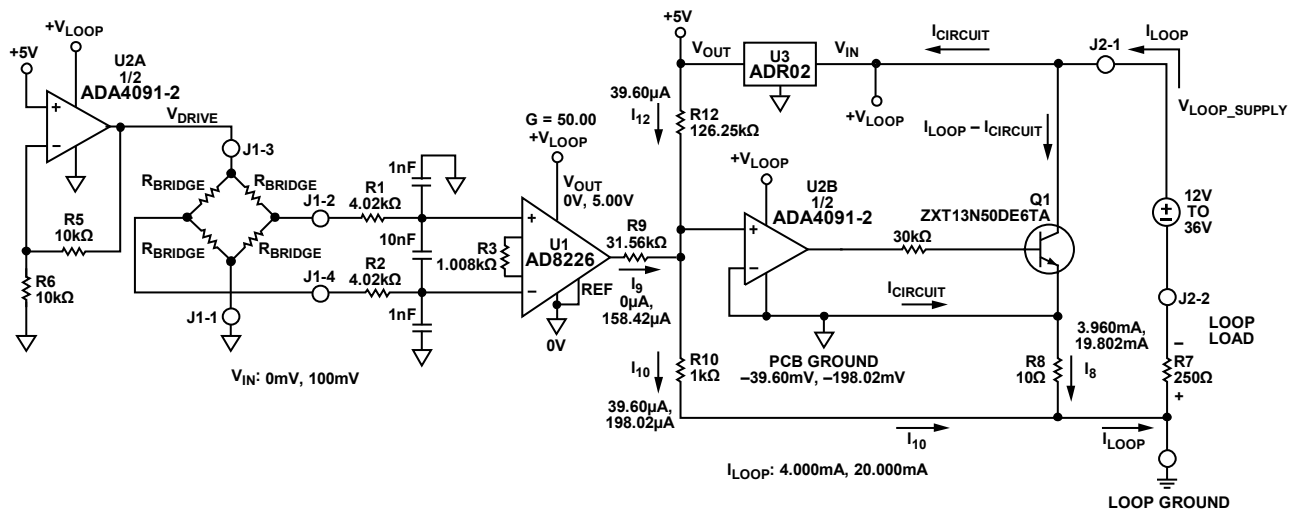 +5V
+VLOOP
U2A
1/2
ADA4091-2
+
−
VDRIVE
J1-3
RBRIDGE
RBRIDGE
RBRIDGE
RBRIDGE
R5
10kΩ
R6
10kΩ
J1-2
J1-4
J1-1
VIN: 0mV, 100mV
R1
4.02kΩ
R2
4.02kΩ
1nF
10nF
1nF
G = 50.00
+VLOOP
VOUT
0V, 5.00V
+
−
R3
1.008kΩ
U1
AD8226
REF
0V
R9
31.56kΩ
I9
0µA,
158.42µA
+5V
VOUT
U3
ADR02
VIN
39.60µA
I12
R12
126.25kΩ
+VLOOP
ICIRCUIT
J2-1
ILOOP
VLOOP_SUPPLY
ILOOP − ICIRCUIT
+VLOOP
U2B
1/2
ADA4091-2
+
−
30kΩ
Q1
ZXT13N50DE6TA
12V
TO
36V
+
−
ICIRCUIT
J2-2
LOOP
LOAD
PCB GROUND
−39.60mV, −198.02mV
3.960mA,
19.802mA
R8
10Ω
I8
−
R7
250Ω
+
I10
R10
1kΩ
39.60µA,
198.02µA
I10
ILOOP
ILOOP: 4.000mA, 20.000mA
LOOP GROUND